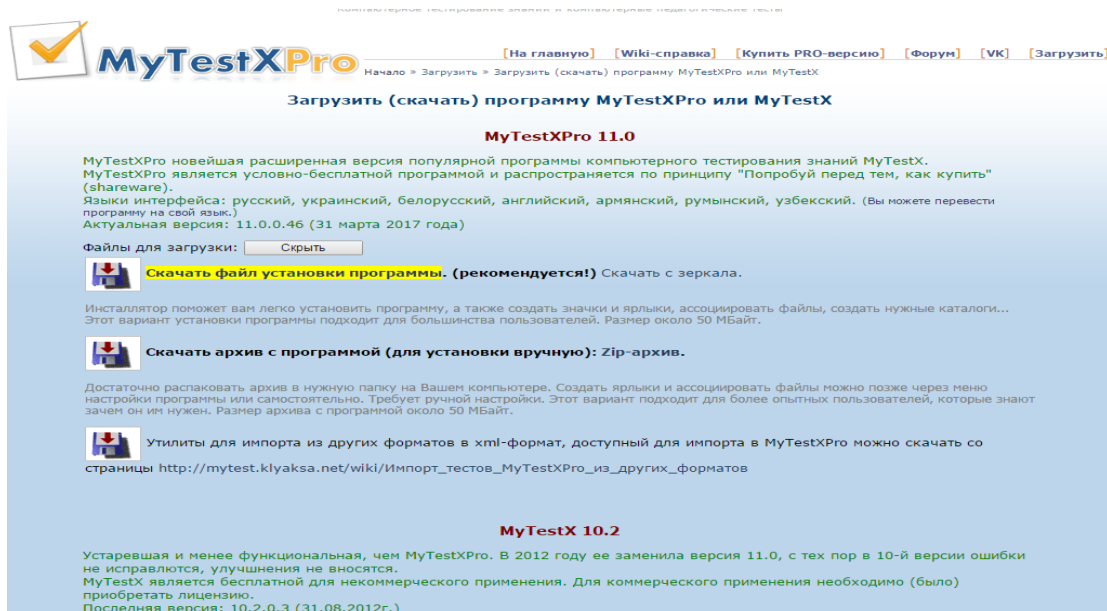 компьютерное тестирование знаний и компьютерные педагогические тесты
MyTestXPro
[На главную] [Wiki-справка] [Купить PRO-версию] [Форум] [VK] [Загрузить]
Начало » Загрузить » Загрузить (скачать) программу MyTestXPro или MyTestX
Загрузить (скачать) программу MyTestXPro или MyTestX
MyTestXPro 11.0
MyTestXPro новейшая расширенная версия популярной программы компьютерного тестирования знаний MyTestX.
MyTestXPro является условно-бесплатной программой и распространяется по принципу "Попробуй перед тем, как купить"
(shareware).
Языки интерфейса: русский, украинский, белорусский, английский, армянский, румынский, узбекский. (Вы можете перевести
программу на свой язык.)
Актуальная версия: 11.0.0.46 (31 марта 2017 года)
Файлы для загрузки: Скрыть
Скачать файл установки программы. (рекомендуется!) Скачать с зеркала.
Инсталлятор поможет вам легко установить программу, а также создать значки и ярлыки, ассоциировать файлы, создать нужные каталоги...
Этот вариант установки программы подходит для большинства пользователей. Размер около 50 МБайт.
Скачать архив с программой (для установки вручную): Zip-архив.
Достаточно распаковать архив в нужную папку на Вашем компьютере. Создать ярлыки и ассоциировать файлы можно позже через меню
настройки программы или самостоятельно. Требует ручной настройки. Этот вариант подходит для более опытных пользователей, которые знают
зачем он им нужен. Размер архива с программой около 50 МБайт.
Утилиты для импорта из других форматов в xml-формат, доступный для импорта в MyTestXPro можно скачать со
страницы http://mytest.klyaksa.net/wiki/Импорт_тестов_MyTestXPro_из_других_форматов
MyTestX 10.2
Устаревшая и менее функциональная, чем MyTestXPro. В 2012 году ее заменила версия 11.0, с тех пор в 10-й версии ошибки
не исправлются, улучшения не вносятся.
MyTestX является бесплатной для некоммерческого применения. Для коммерческого применения необходимо (было)
приобретать лицензию.
Последняя версия: 10.2.0.3 (31.08.2012г.)